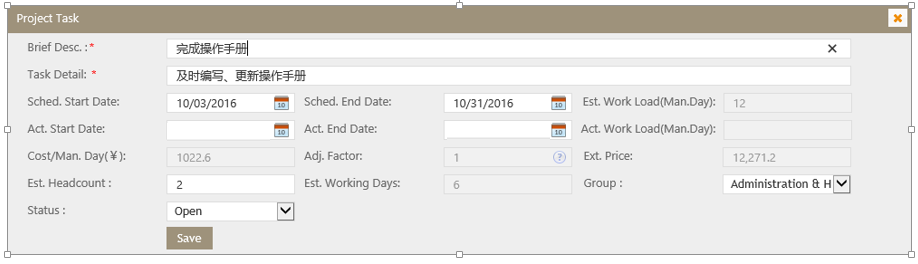 Project Task
Brief Desc. :* 完成操作手册
Task Detail: * 及时编写、更新操作手册
Sched. Start Date: 10/03/2016 10 Sched. End Date: 10/31/2016 10 Est. Work Load(Man.Day): 12
Act. Start Date: 10 Act. End Date: 10 Act. Work Load(Man.Day):
Cost/Man. Day(¥): 1022.6 Adj. Factor: 1 ? Ext. Price: 12,271.2
Est. Headcount : 2 Est. Working Days: 6 Group : Administration & H
Status : Open
Save